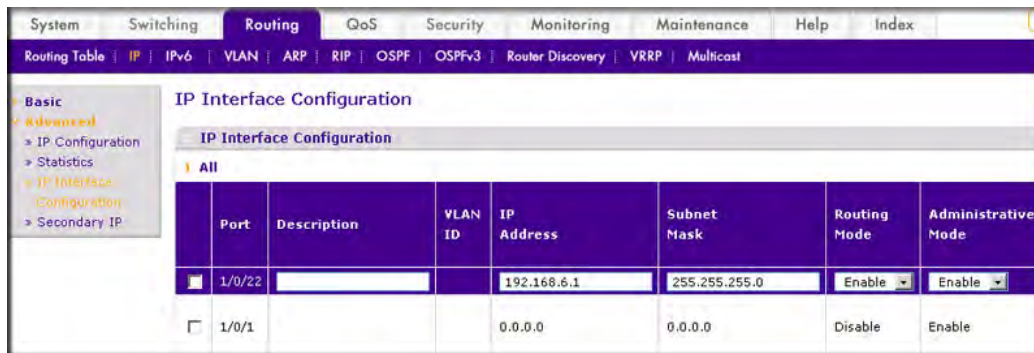 System Switching Routing QoS Security Monitoring Maintenance Help Index
Routing Table IP IPv6 VLAN ARP RIP OSPF OSPFv3 Router Discovery VRRP Multicast
Basic
Advanced
» IP Configuration
» Statistics
» IP Interface
Configuration
» Secondary IP
IP Interface Configuration
IP Interface Configuration
All
Port Description VLAN ID IP Address Subnet Mask Routing Mode Administrative Mode
1/0/22 192.168.6.1 255.255.255.0 Enable Enable
1/0/1 0.0.0.0 0.0.0.0 Disable Enable